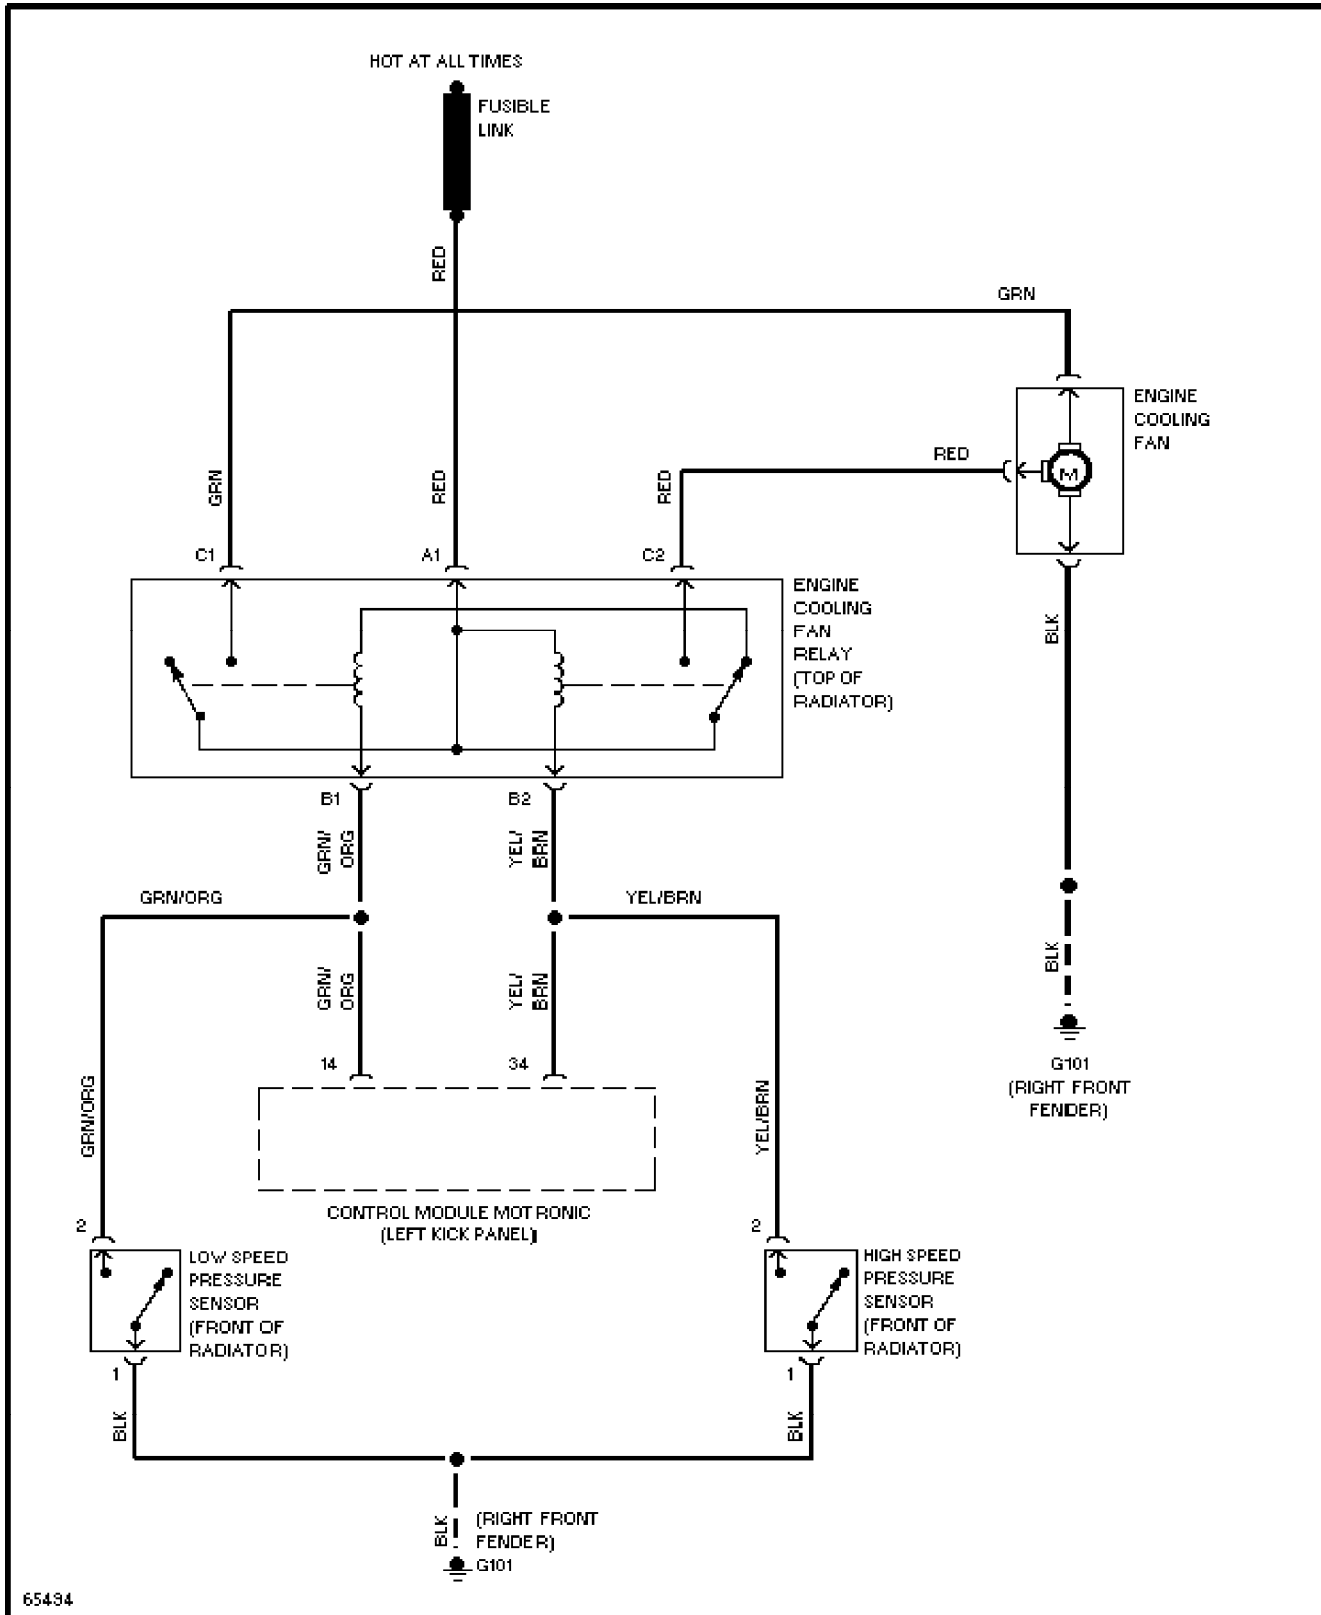 HOT AT ALL TIMES
FUSIBLE
LINK
RED
GRN
ENGINE
COOLING
FAN
RED
M
GRN
RED
RED
C1
A1
C2
ENGINE
COOLING
FAN
RELAY
(TOP OF
RADIATOR)
BLK
B1
B2
GRN/
ORG
YEL/
BRN
GRN/ORG
YEL/BRN
GRN/
ORG
YEL/
BRN
BLK
14
34
G101
(RIGHT FRONT
FENDER)
GRN/ORG
YEL/BRN
CONTROL MODULE MOTRONIC
(LEFT KICK PANEL)
2
2
LOW SPEED
PRESSURE
SENSOR
(FRONT OF
RADIATOR)
HIGH SPEED
PRESSURE
SENSOR
(FRONT OF
RADIATOR)
1
1
BLK
BLK
BLK
(RIGHT FRONT
FENDER)
G101
65494